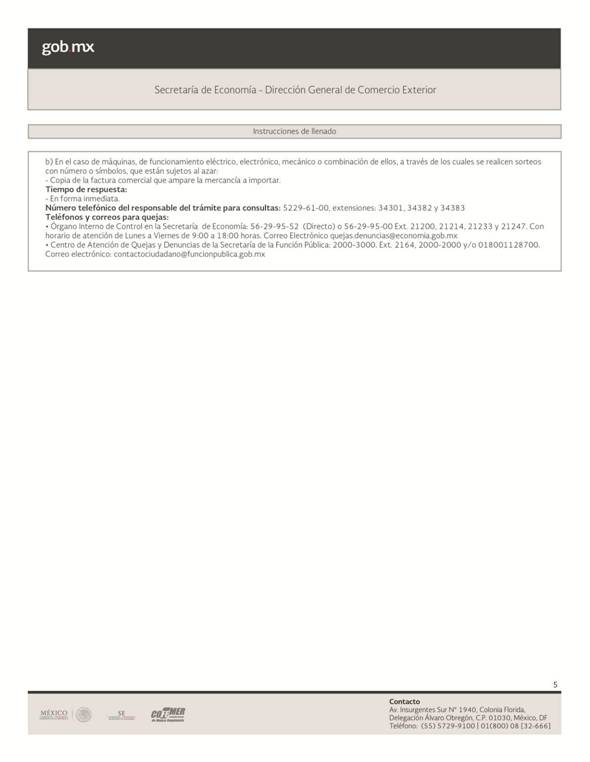 gob.mx
Secretaría de Economía - Dirección General de Comercio Exterior
Instrucciones de llenado
b) En el caso de máquinas, de funcionamiento eléctrico, electrónico, mecánico o combinación de ellos, a través de los cuales se realicen sorteos
con número o símbolos, que están sujetos al azar:
- Copia de la factura comercial que ampare la mercancía a importar.
Tiempo de respuesta:
- En forma inmediata.
Número telefónico del responsable del trámite para consultas: 5229-61-00, extensiones: 34301, 34382 y 34383
Teléfonos y correos para quejas:
• Órgano Interno de Control en la Secretaría de Economía: 56-29-95-52 (Directo) o 56-29-95-00 Ext. 21200, 21214, 21233 y 21247. Con
horario de atención de Lunes a Viernes de 9:00 a 18:00 horas. Correo Electrónico quejas.denuncias@economia.gob.mx
• Centro de Atención de Quejas y Denuncias de la Secretaría de la Función Pública: 2000-3000. Ext. 2164, 2000-2000 y/o 018001128700.
Correo electrónico: contactociudadano@funcionpublica.gob.mx
5
MÉXICO
SE
Contacto
Av. Insurgentes Sur N° 1940, Colonia Florida,
Delegación Álvaro Obregón, C.P. 01030, México, DF
Teléfono: (55) 5729-9100 | 01(800) 08 [32-666]